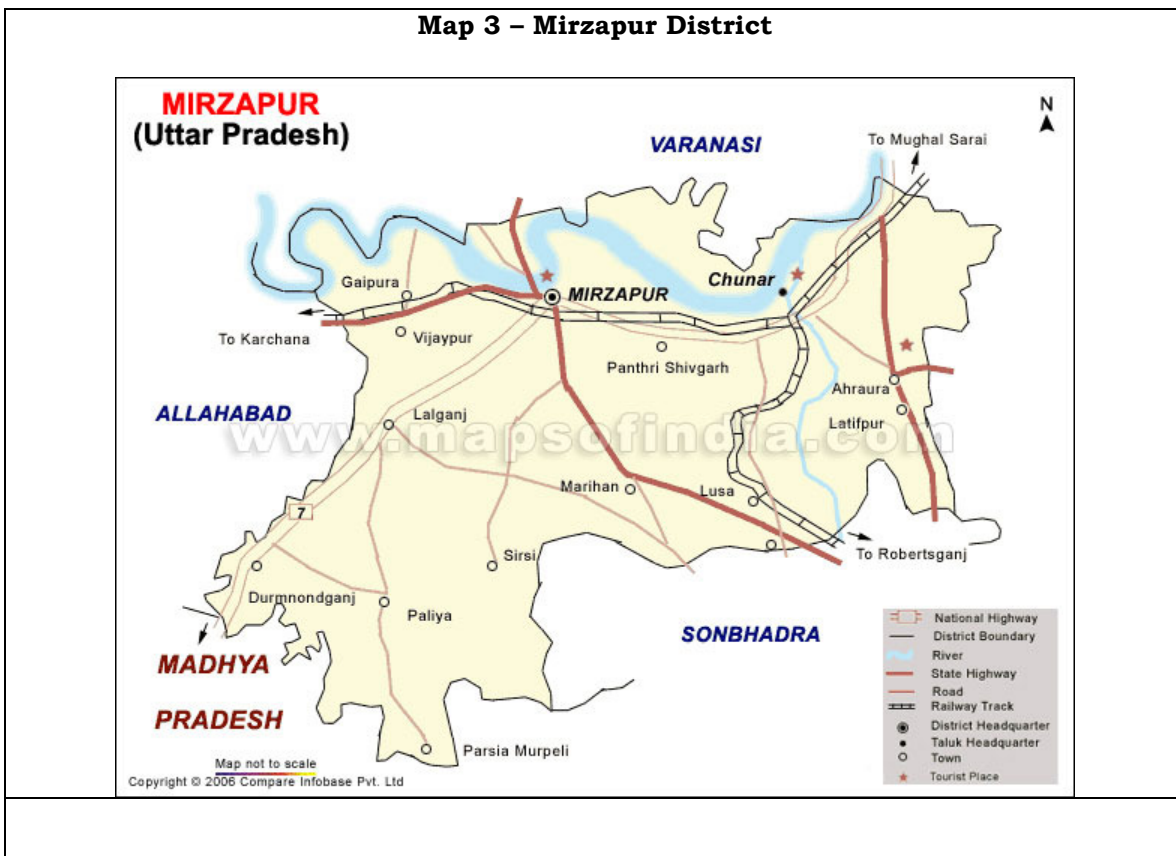 Map 3 – Mirzapur District
MIRZAPUR
(Uttar Pradesh)
N
VARANASI
To Mughal Sarai
Gaipura
Chunar
MIRZAPUR
To Karchana
Vijaypur
Panthri Shivgarh
Ahraura
ALLAHABAD
Lalganj
Latifpur
www.mapsofindia.com
Marihan
Lusa
7
To Robertsganj
Sirsi
Durmnondganj
Paliya
SONBHADRA
MADHYA
PRADESH
Parsia Murpeli
National Highway
District Boundary
River
State Highway
Road
Railway Track
District Headquarter
Taluk Headquarter
Town
Tourist Place
Map not to scale
Copyright © 2006 Compare Infobase Pvt. Ltd